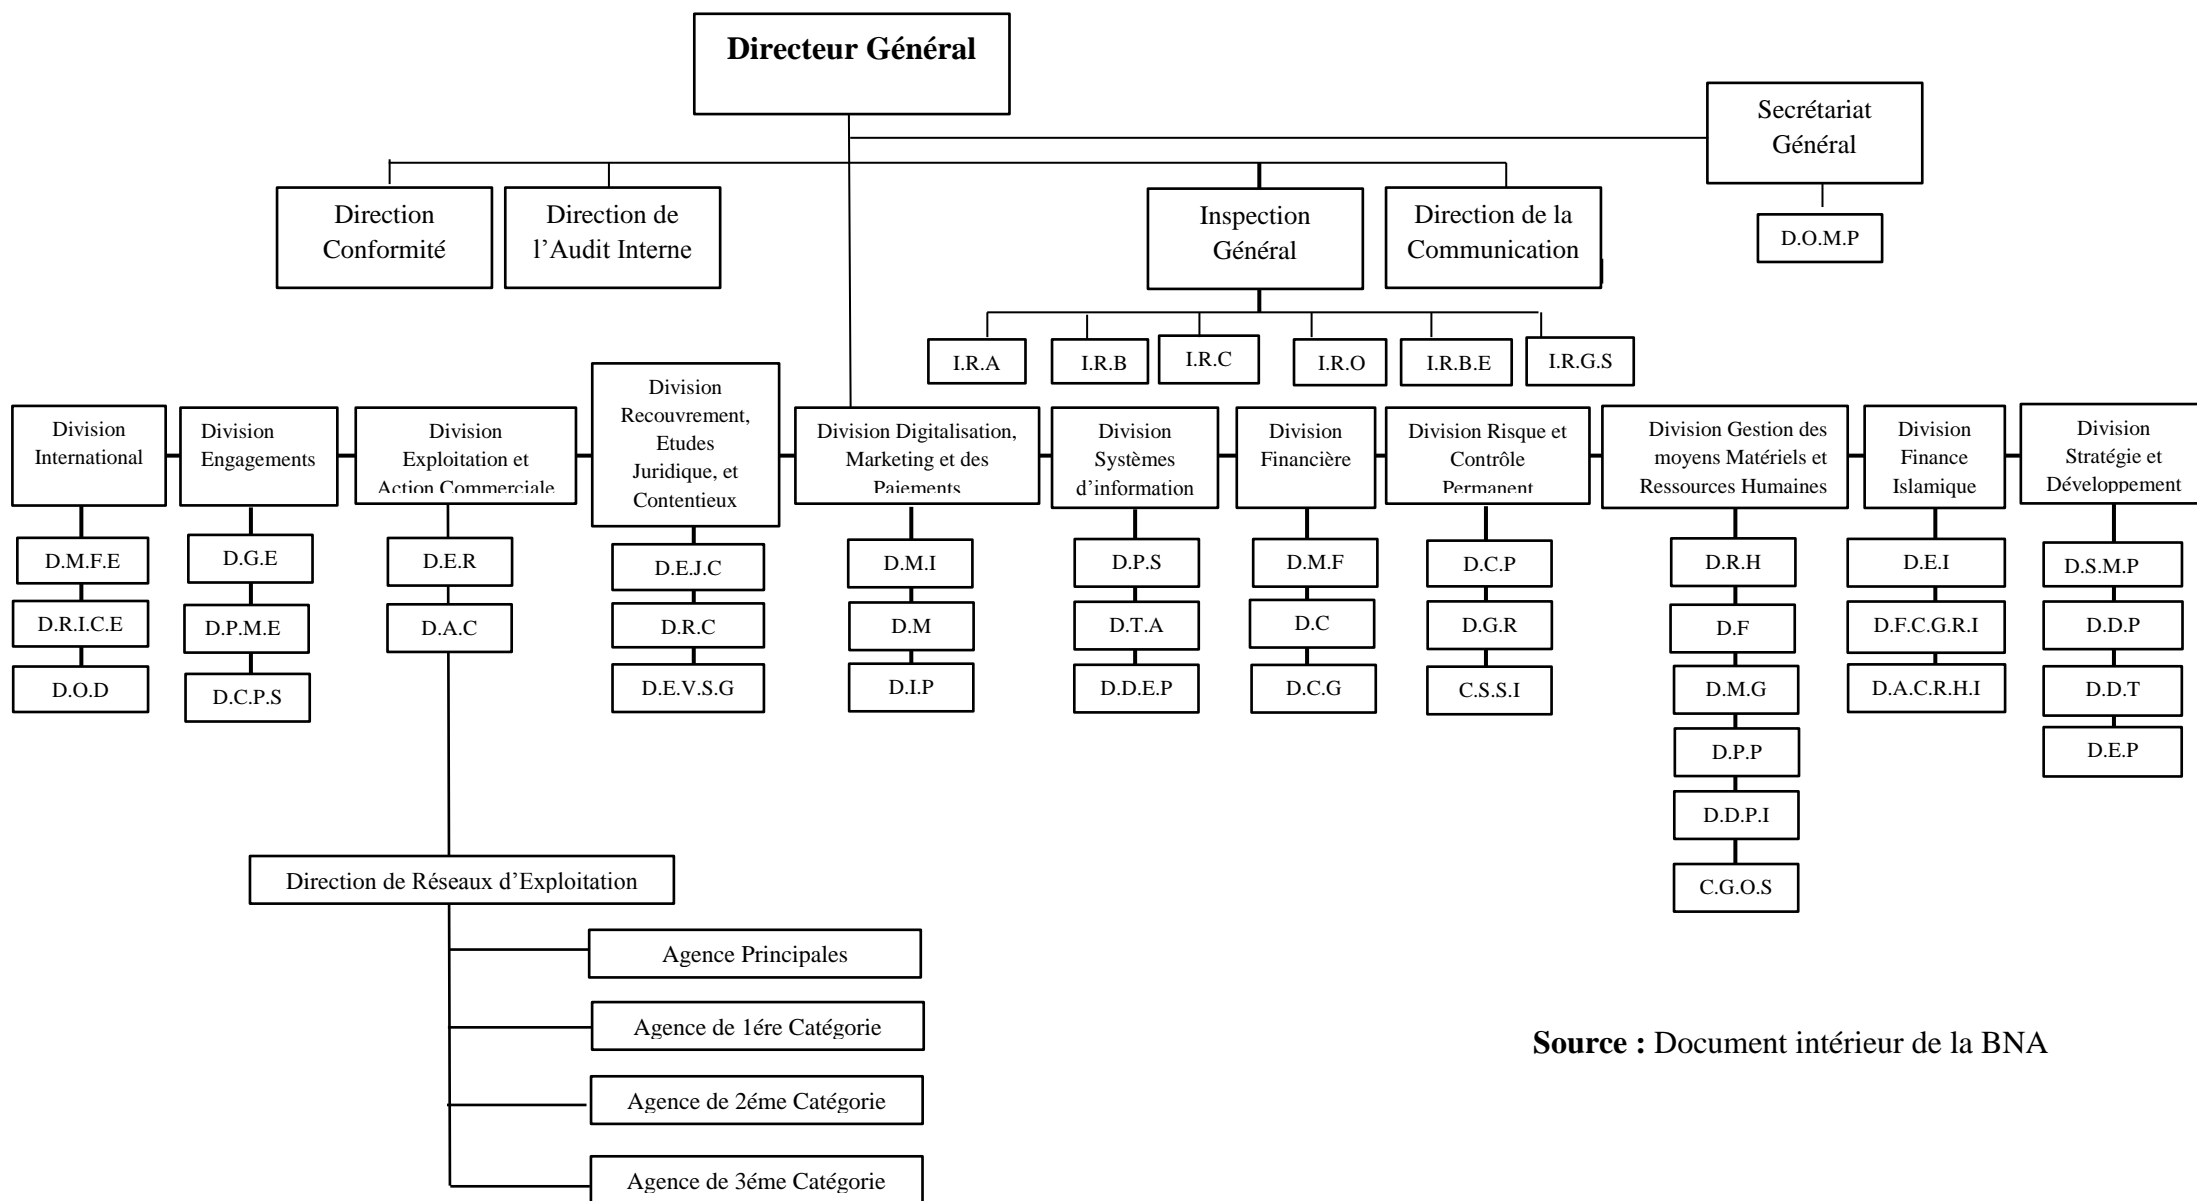 Directeur Général
Secrétariat
Général
D.O.M.P
Direction
Conformité
Direction de
l’Audit Interne
Inspection
Général
Direction de la
Communication
I.R.A
I.R.B
I.R.C
I.R.O
I.R.B.E
I.R.G.S
Division
International
Division
Engagements
Division
Exploitation et
Action Commerciale
Division
Recouvrement,
Etudes
Juridique, et
Contentieux
Division Digitalisation,
Marketing et des
Paiements
Division
Systèmes
d’information
Division
Financière
Division Risque et
Contrôle
Permanent
Division Gestion des
moyens Matériels et
Ressources Humaines
Division
Finance
Islamique
Division
Stratégie et
Développement
D.M.F.E
D.R.I.C.E
D.O.D
D.G.E
D.P.M.E
D.C.P.S
D.E.R
D.A.C
D.E.J.C
D.R.C
D.E.V.S.G
D.M.I
D.M
D.I.P
D.P.S
D.T.A
D.D.E.P
D.M.F
D.C
D.C.G
D.C.P
D.G.R
C.S.S.I
D.R.H
D.F
D.M.G
D.P.P
D.D.P.I
C.G.O.S
D.E.I
D.F.C.G.R.I
D.A.C.R.H.I
D.S.M.P
D.D.P
D.D.T
D.E.P
Direction de Réseaux d’Exploitation
Agence Principales
Agence de 1ére Catégorie
Agence de 2éme Catégorie
Agence de 3éme Catégorie
Source : Document intérieur de la BNA